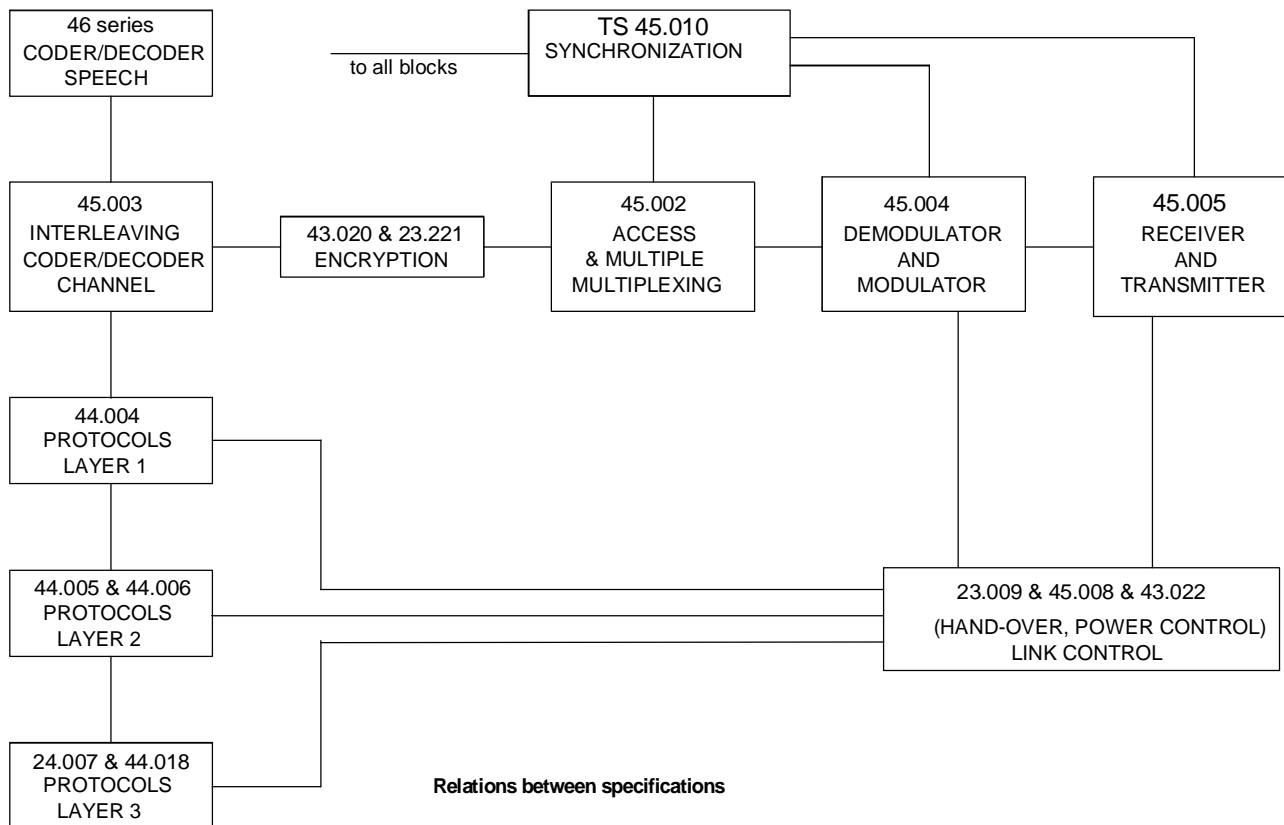 46 series
CODER/DECODER
SPEECH
to all blocks
TS 45.010
SYNCHRONIZATION
45.003
INTERLEAVING
CODER/DECODER
CHANNEL
43.020 & 23.221
ENCRYPTION
45.002
ACCESS
& MULTIPLE
MULTIPLEXING
45.004
DEMODULATOR
AND
MODULATOR
45.005
RECEIVER
AND
TRANSMITTER
44.004
PROTOCOLS
LAYER 1
44.005 & 44.006
PROTOCOLS
LAYER 2
23.009 & 45.008 & 43.022
(HAND-OVER, POWER CONTROL)
LINK CONTROL
24.007 & 44.018
PROTOCOLS
LAYER 3
Relations between specifications